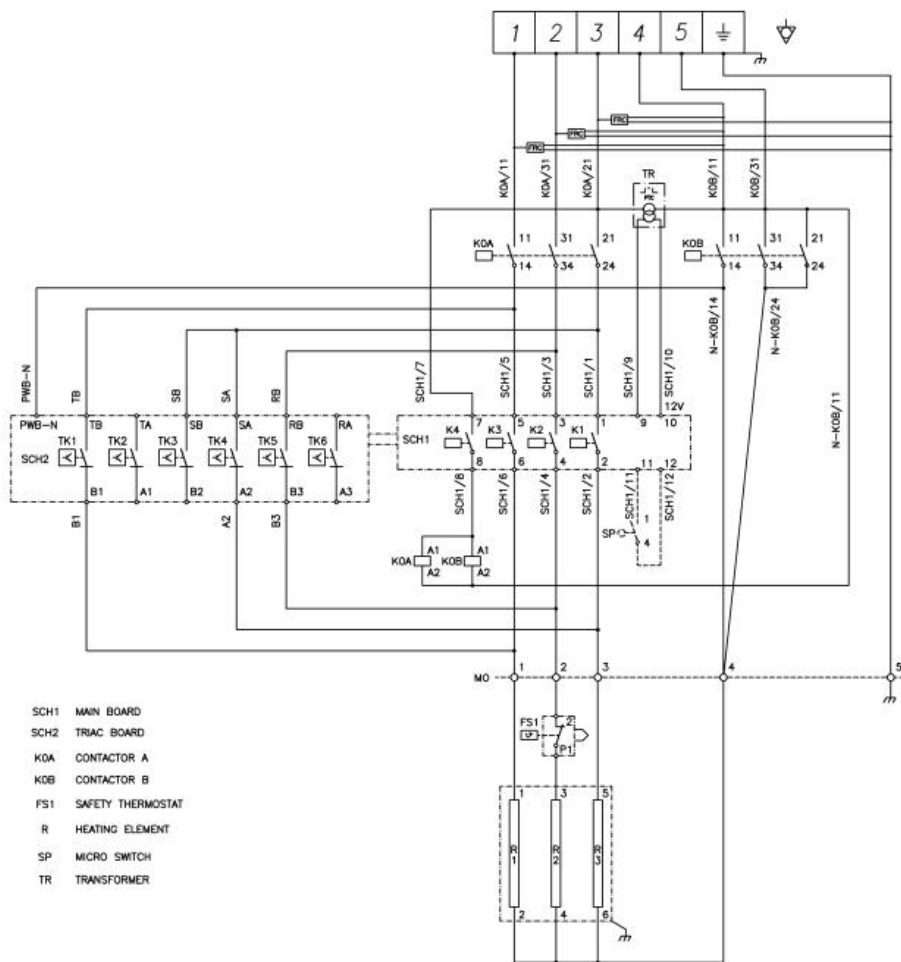 1 2 3 4 5
FRC
FRC
FRC
K0A/11
K0A/31
K0A/21
TR
K0B/11
K0B/31
K0A
11 31 21
14 34 24
K0B
11 31 21
14 34 24
PWB-N
TB
SB
SA
RB
SCH1/7
SCH1/5
SCH1/3
SCH1/1
SCH1/9
SCH1/10
N-K0B/14
N-K0B/24
N-K0B/11
12V
PWB-N TB TA SB SA RB RA
7 5 3 1 9 10
SCH2
TK1 TK2 TK3 TK4 TK5 TK6
SCH1
K4 K3 K2 K1
B1 A1 B2 A2 B3 A3
8 6 4 2 11 12
B1
A2
B3
SCH1/8
SCH1/6
SCH1/4
SCH1/2
SCH1/11
SCH1/12
SP
1
4
K0A A1 K0B A1
A2 A2
MO 1 2 3 4 5
FS1 2
P1
1 3 5
R1 R2 R3
2 4 6
SCH1 MAIN BOARD
SCH2 TRIAC BOARD
K0A CONTACTOR A
K0B CONTACTOR B
FS1 SAFETY THERMOSTAT
R HEATING ELEMENT
SP MICRO SWITCH
TR TRANSFORMER